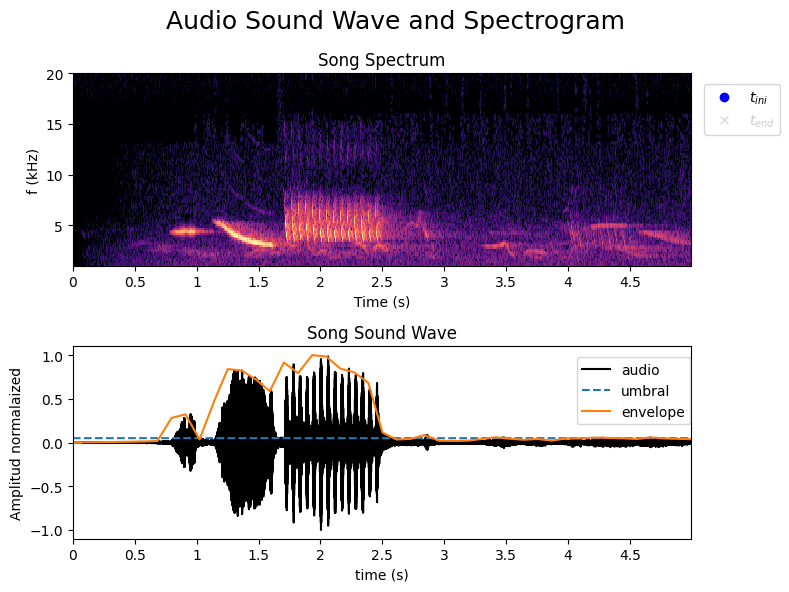 Audio Sound Wave and Spectrogram
Song Spectrum
20
15
10
5
f (kHz)
0 0.5 1 1.5 2 2.5 3 3.5 4 4.5
Time (s)
t_ini
t_end
Song Sound Wave
1.0
0.5
0.0
−0.5
−1.0
Amplitud normalaized
0 0.5 1 1.5 2 2.5 3 3.5 4 4.5
time (s)
audio
umbral
envelope